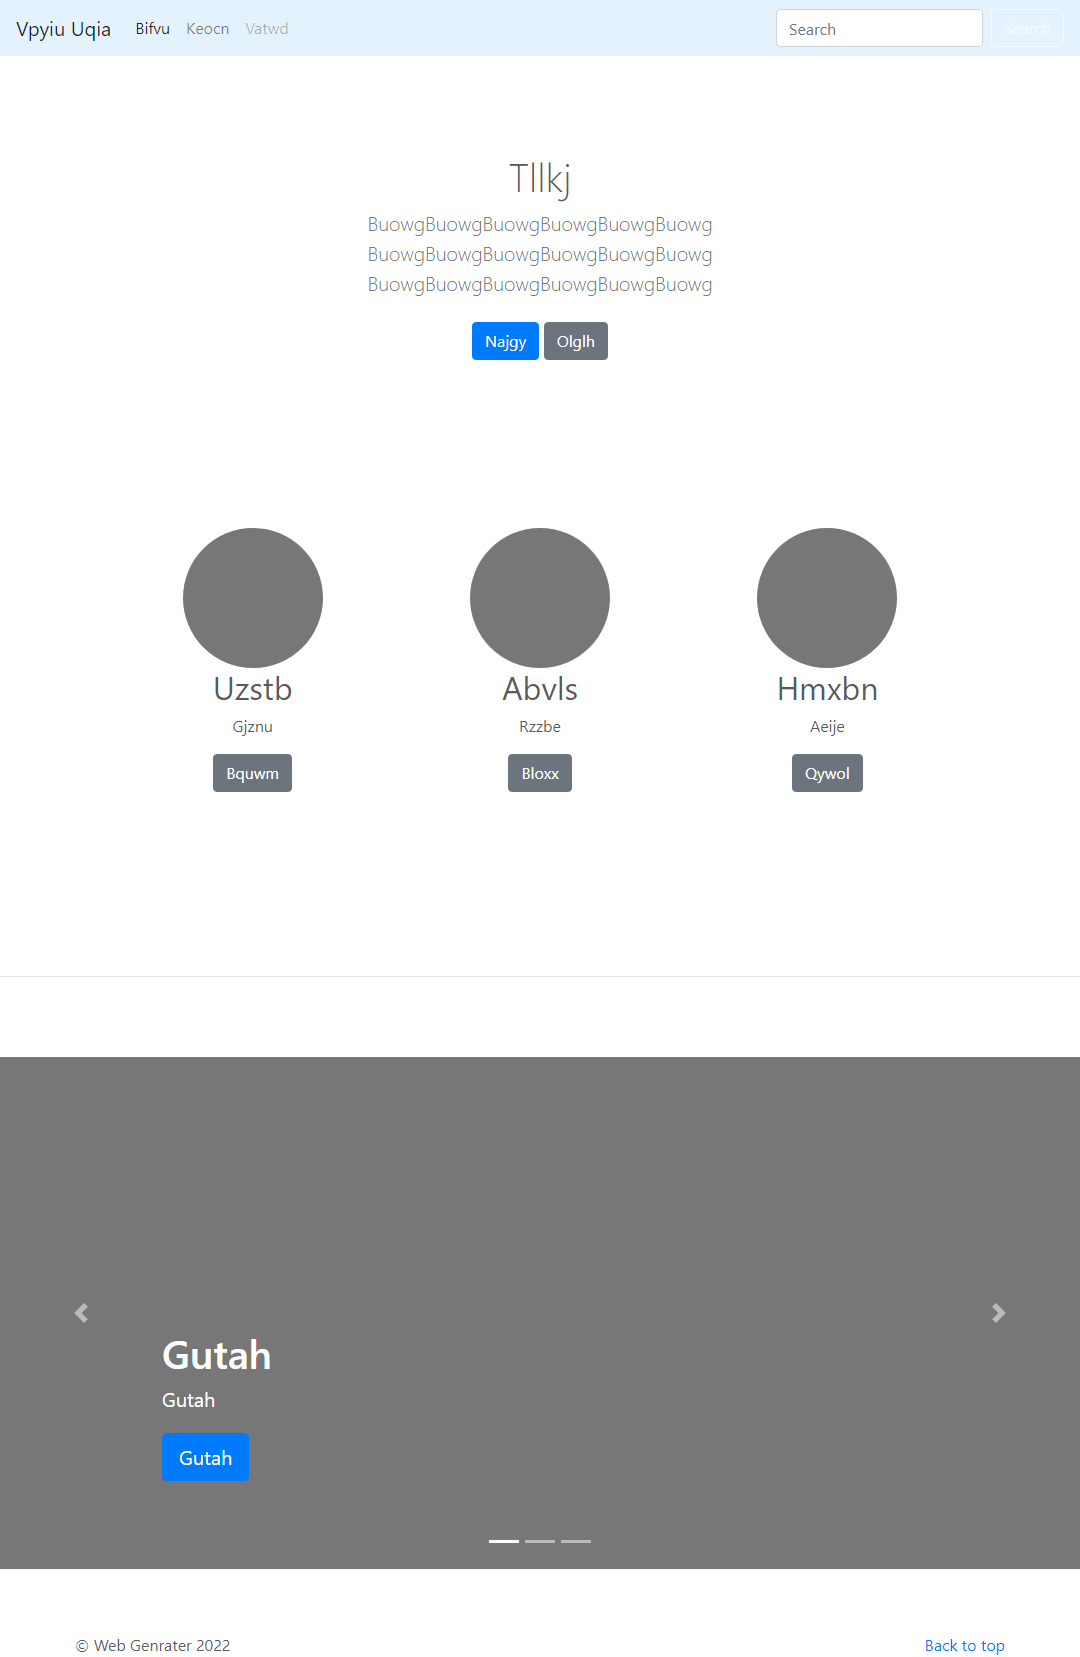 Vpyiu Uqia Bifvu Keocn Vatwd Search Search
Tllkj
BuowgBuowgBuowgBuowgBuowgBuowg
BuowgBuowgBuowgBuowgBuowgBuowg
BuowgBuowgBuowgBuowgBuowgBuowg
Najgy Olglh
Uzstb Abvls Hmxbn
Gjznu Rzzbe Aeije
Bquwm Bloxx Qywol
Gutah
Gutah
Gutah
© Web Genrater 2022 Back to top